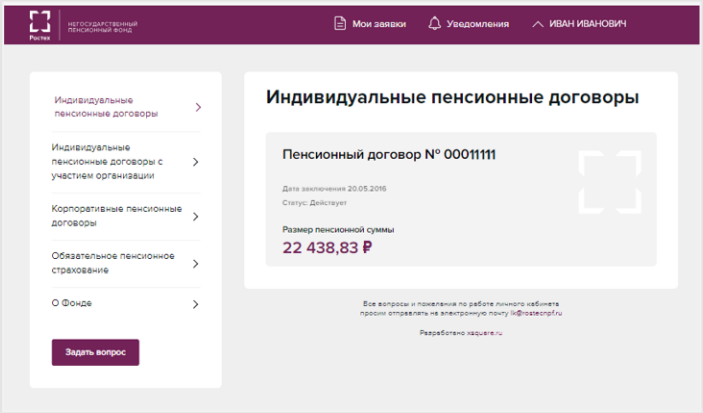 Ростех
НЕГОСУДАРСТВЕННЫЙ
ПЕНСИОННЫЙ ФОНД
Мои заявки
Уведомления
ИВАН ИВАНОВИЧ
Индивидуальные
пенсионные договоры
Индивидуальные
пенсионные договоры с
участием организации
Корпоративные пенсионные
договоры
Обязательное пенсионное
страхование
О Фонде
Задать вопрос
Индивидуальные пенсионные договоры
Пенсионный договор № 00011111
Дата заключения 20.05.2016
Статус: Действует
Размер пенсионной суммы
22 438,83 ₽
Все вопросы и пожелания по работе личного кабинета
просим отправлять на электронную почту lk@rostecnpf.ru
Разработано xsquare.ru